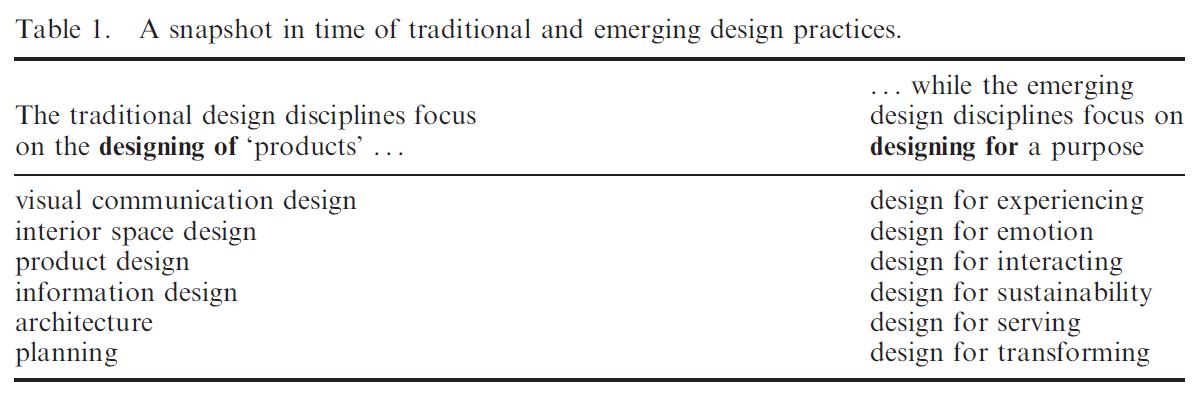 Table 1. A snapshot in time of traditional and emerging design practices.
The traditional design disciplines focus
on the designing of ‘products’ ...
... while the emerging
design disciplines focus on
designing for a purpose
visual communication design
design for experiencing
interior space design
design for emotion
product design
design for interacting
information design
design for sustainability
architecture
design for serving
planning
design for transforming